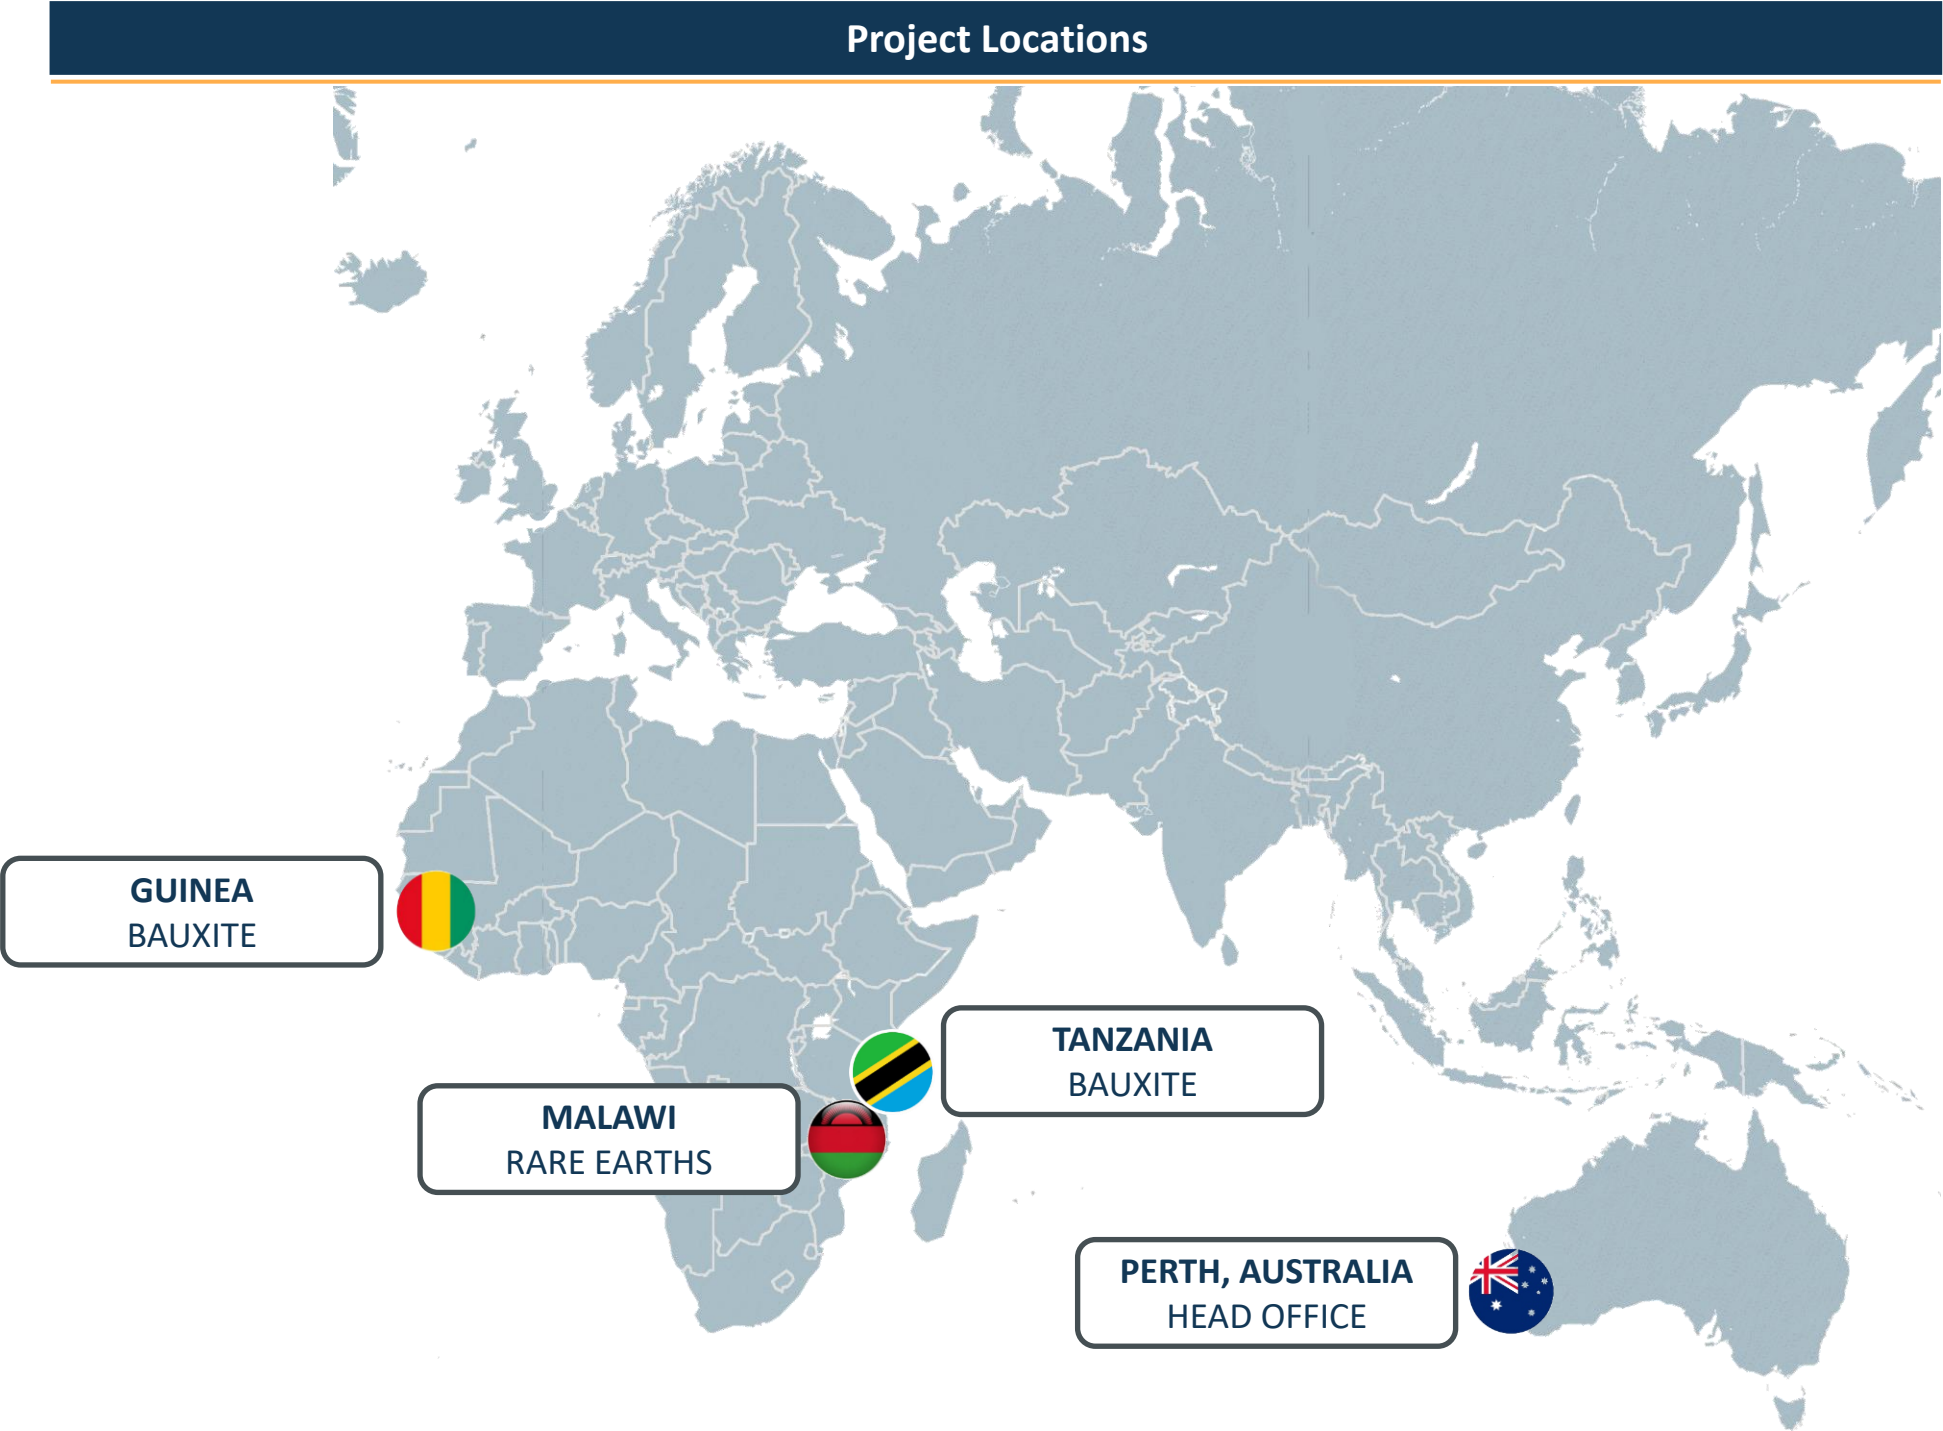 Project Locations
GUINEA
BAUXITE
TANZANIA
BAUXITE
MALAWI
RARE EARTHS
PERTH, AUSTRALIA
HEAD OFFICE